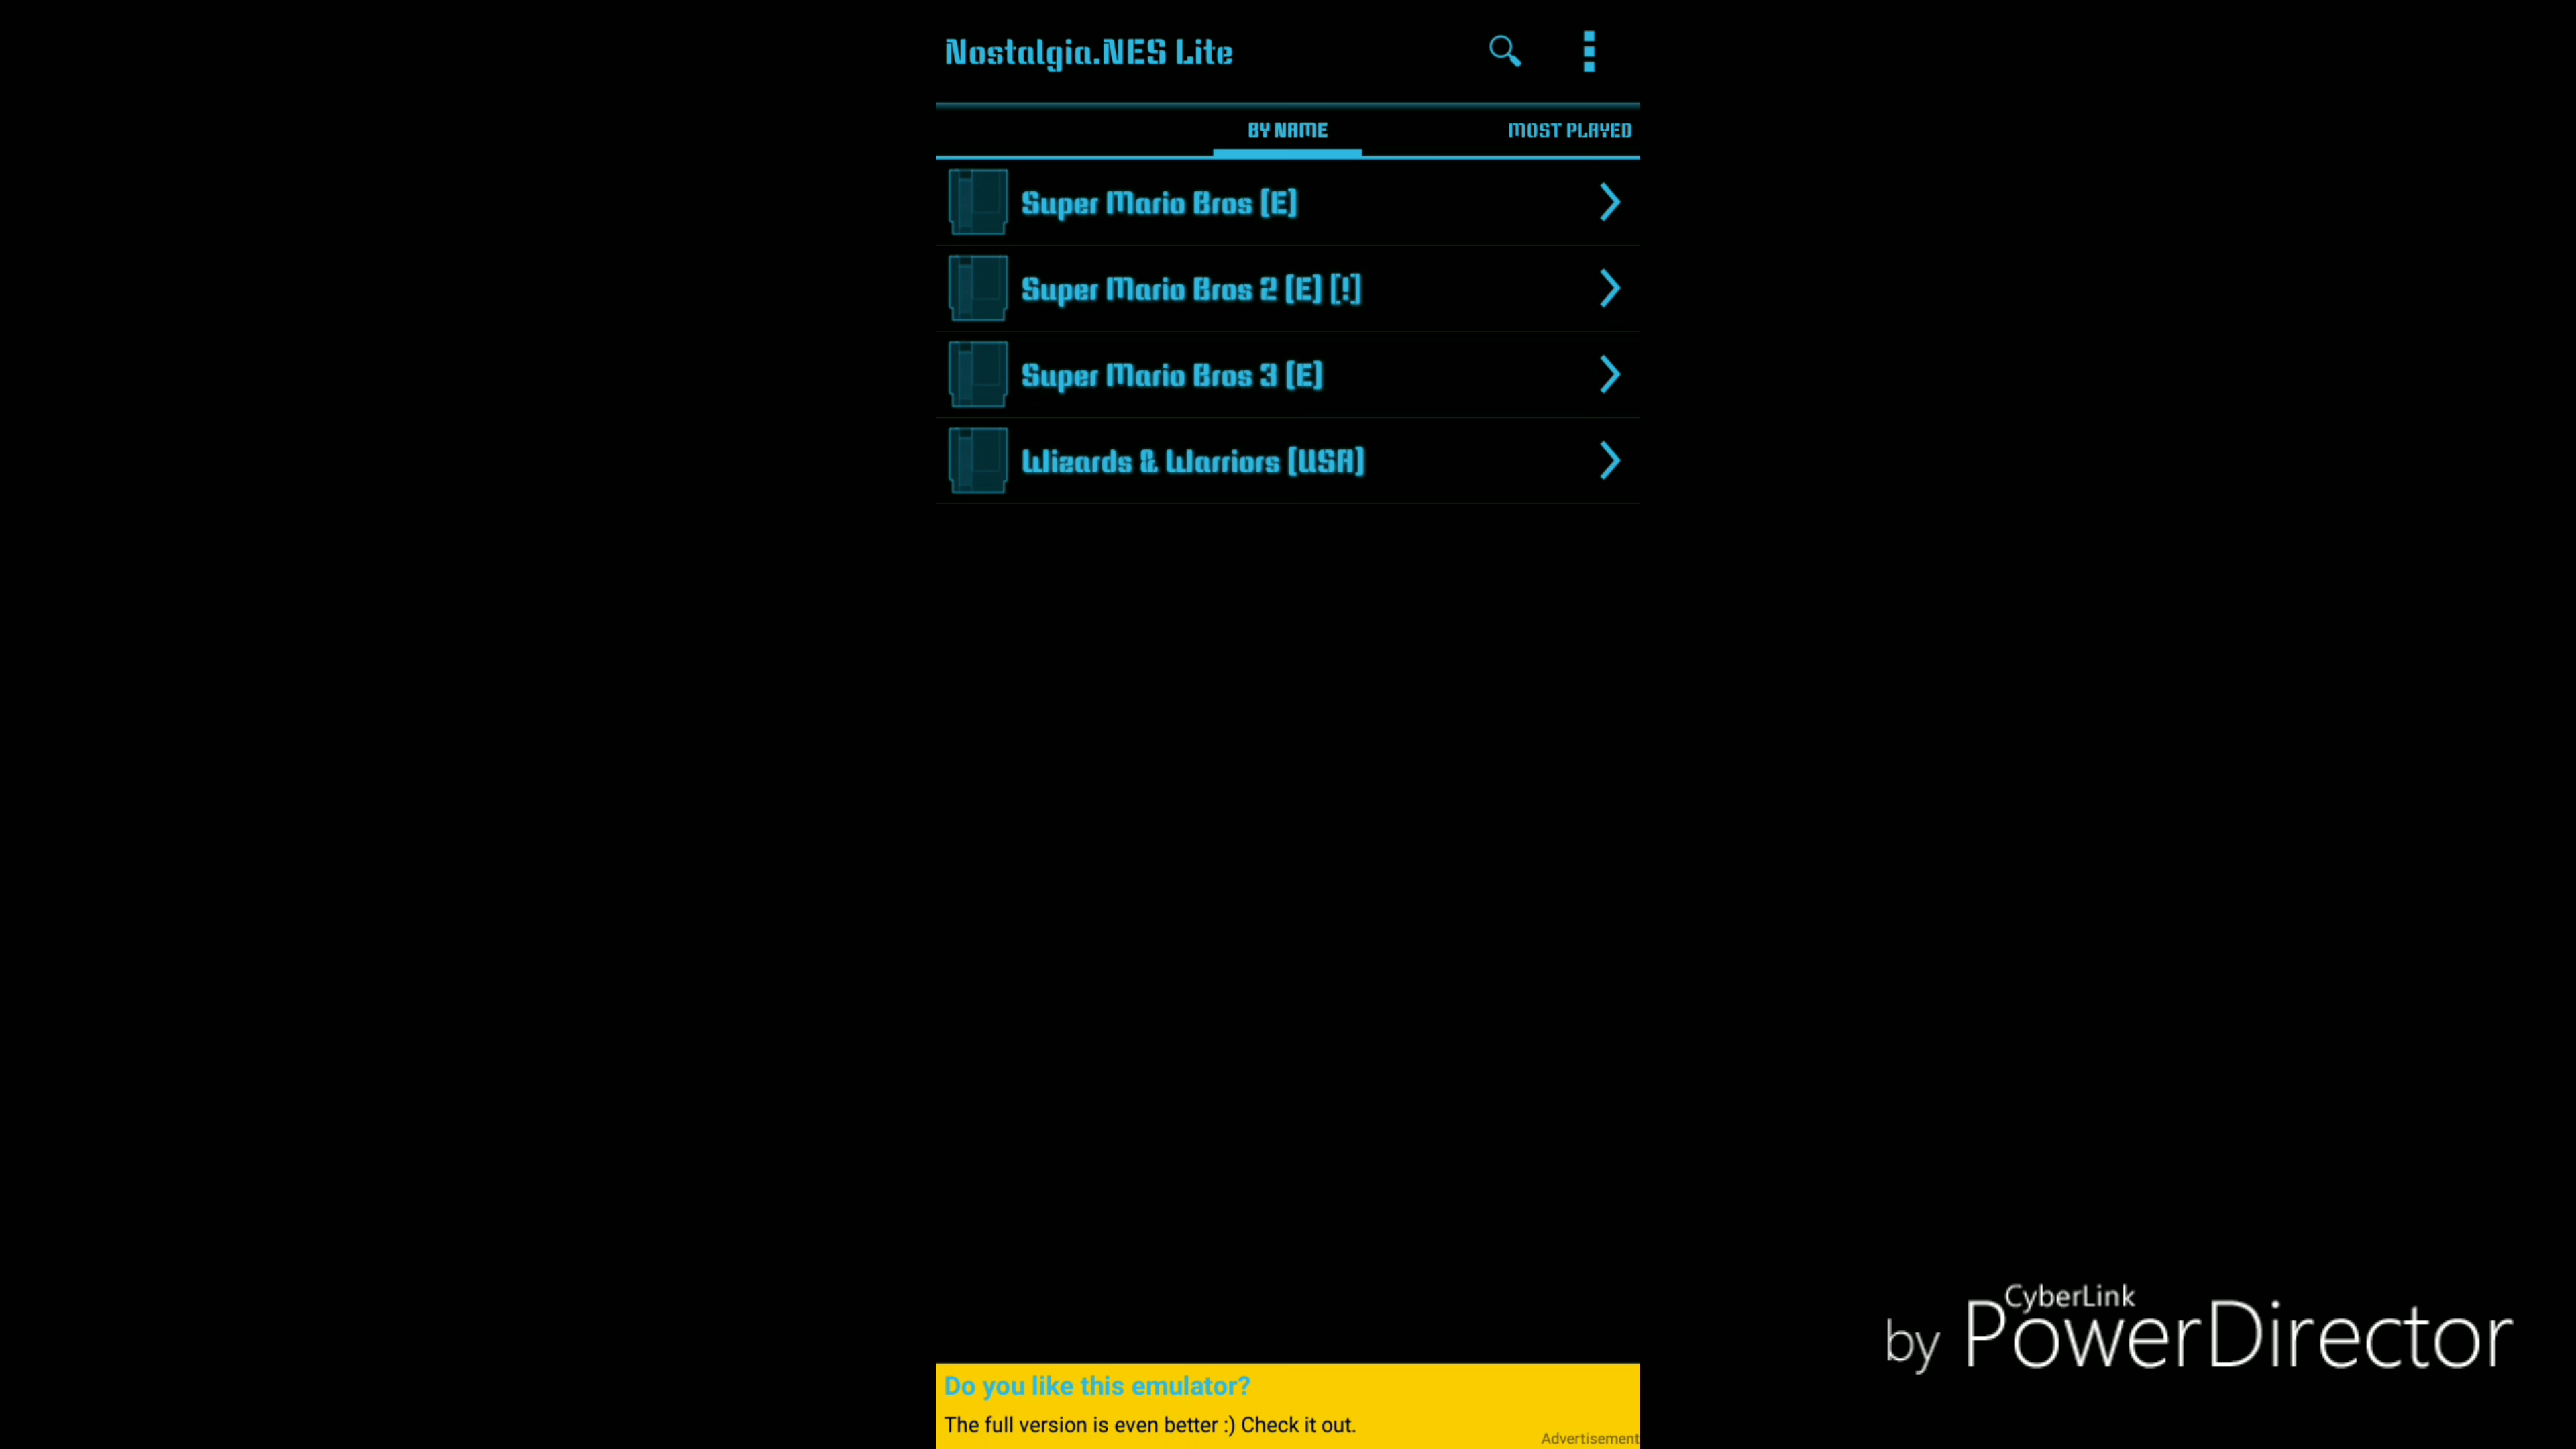 Nostalgia.NES Lite
BY NAME
MOST PLAYED
Super Mario Bros (E)
Super Mario Bros 2 (E) [!]
Super Mario Bros 3 (E)
Wizards & Warriors (USA)
Do you like this emulator?
The full version is even better :) Check it out.
Advertisement
by CyberLink
PowerDirector